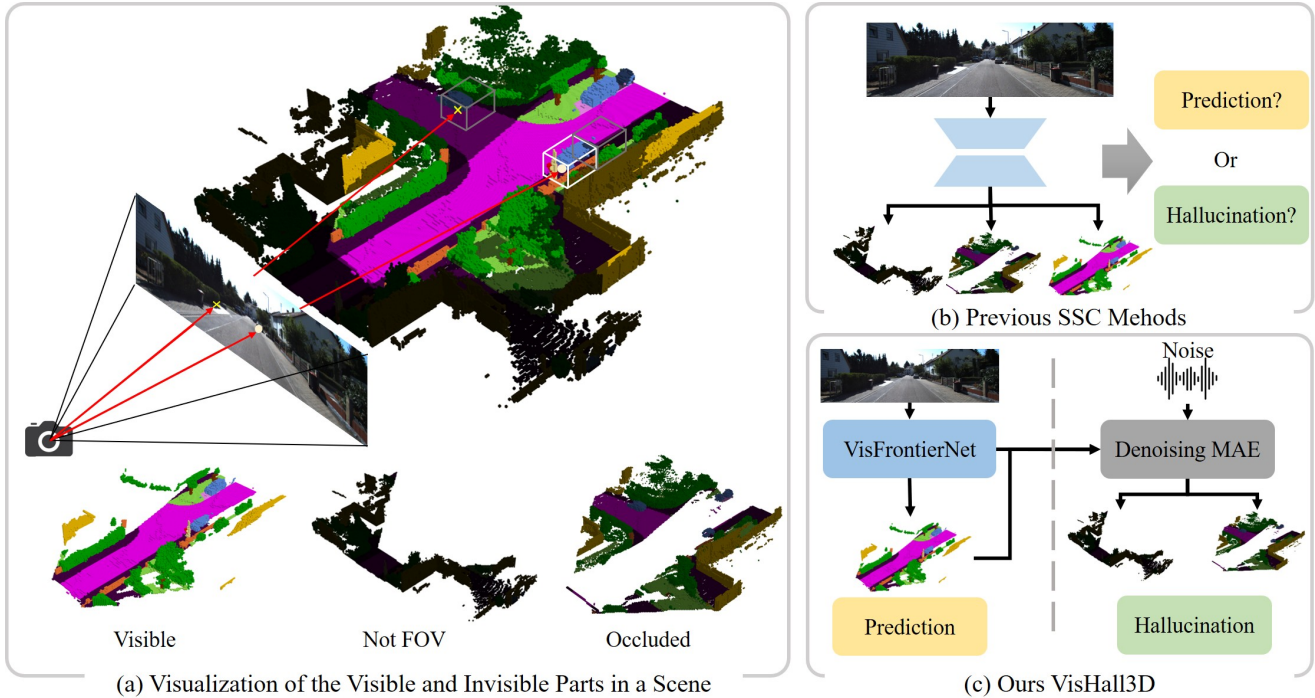 Visible
Not FOV
Occluded
(a) Visualization of the Visible and Invisible Parts in a Scene
Prediction?
Or
Hallucination?
(b) Previous SSC Mehods
Noise
VisFrontierNet
Denoising MAE
Prediction
Hallucination
(c) Ours VisHall3D